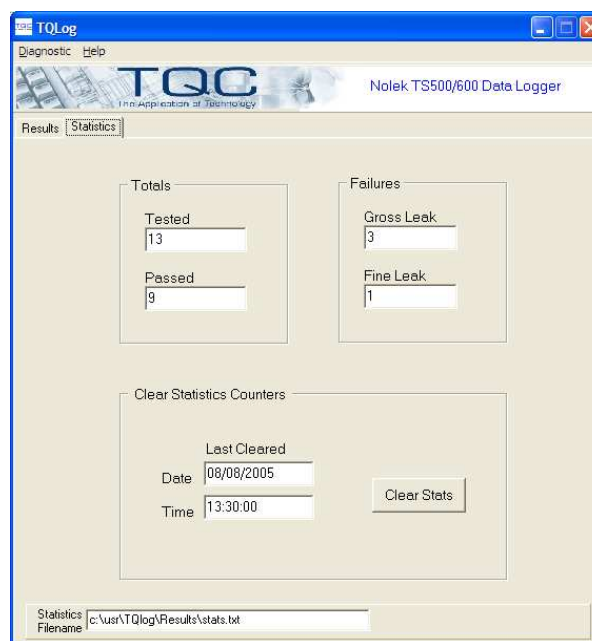 TQC TQLog
Diagnostic Help
TQC
The Application of Technology
Nolek TS500/600 Data Logger
Results Statistics
Totals
Tested
13
Passed
9
Failures
Gross Leak
3
Fine Leak
1
Clear Statistics Counters
Last Cleared
Date 08/08/2005
Time 13:30:00
Clear Stats
Statistics
Filename c:\usr\TQlog\Results\stats.txt